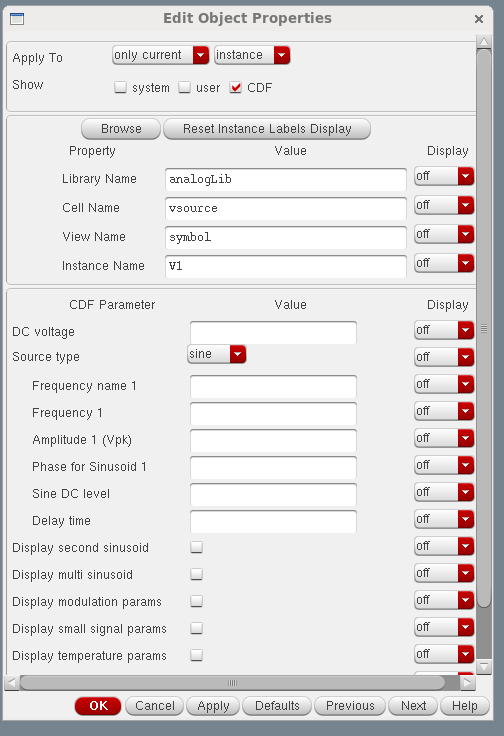 Edit Object Properties
Apply To only current instance
Show system user CDF
Browse Reset Instance Labels Display
Property Value Display
Library Name analogLib off
Cell Name vsource off
View Name symbol off
Instance Name V1 off
CDF Parameter Value Display
DC voltage off
Source type sine off
Frequency name 1 off
Frequency 1 off
Amplitude 1 (Vpk) off
Phase for Sinusoid 1 off
Sine DC level off
Delay time off
Display second sinusoid off
Display multi sinusoid off
Display modulation params off
Display small signal params off
Display temperature params off
OK Cancel Apply Defaults Previous Next Help